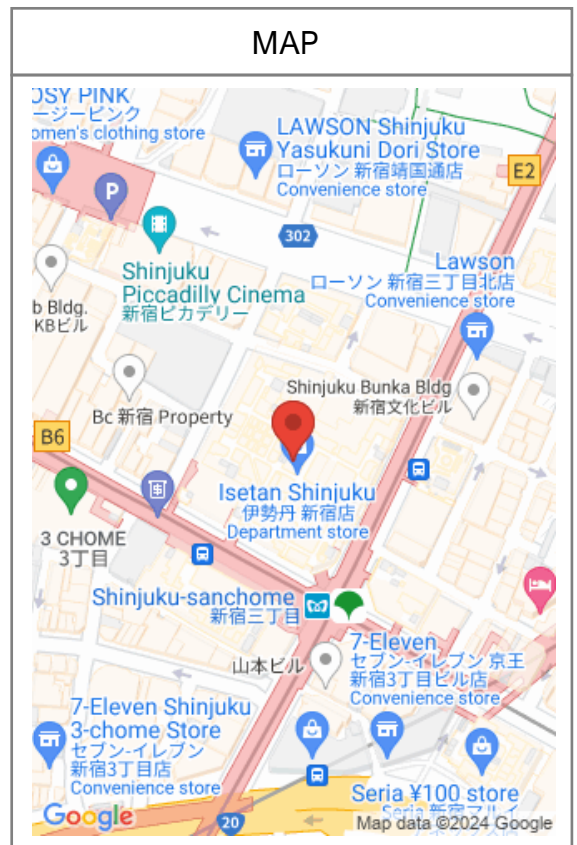 MAP
OSY PINK
ージーピンク
omen's clothing store
P
LAWSON Shinjuku
Yasukuni Dori Store
ローソン 新宿靖国通店
Convenience store
E2
302
Shinjuku
Piccadilly Cinema
新宿ピカデリー
Lawson
ローソン 新宿三丁目北店
Convenience store
b Bldg.
KBビル
Bc 新宿 Property
Shinjuku Bunka Bldg
新宿文化ビル
B6
Isetan Shinjuku
伊勢丹 新宿店
Department store
3 CHOME
3丁目
Shinjuku-sanchome
新宿三丁目
山本ビル
7-Eleven
セブン-イレブン 京王
新宿3丁目ビル店
Convenience store
7-Eleven Shinjuku
3-chome Store
セブン-イレブン
新宿3丁目店
Convenience store
Seria ¥100 store
Seria 新宿マルイ
Google
20
Map data ©2024 Google